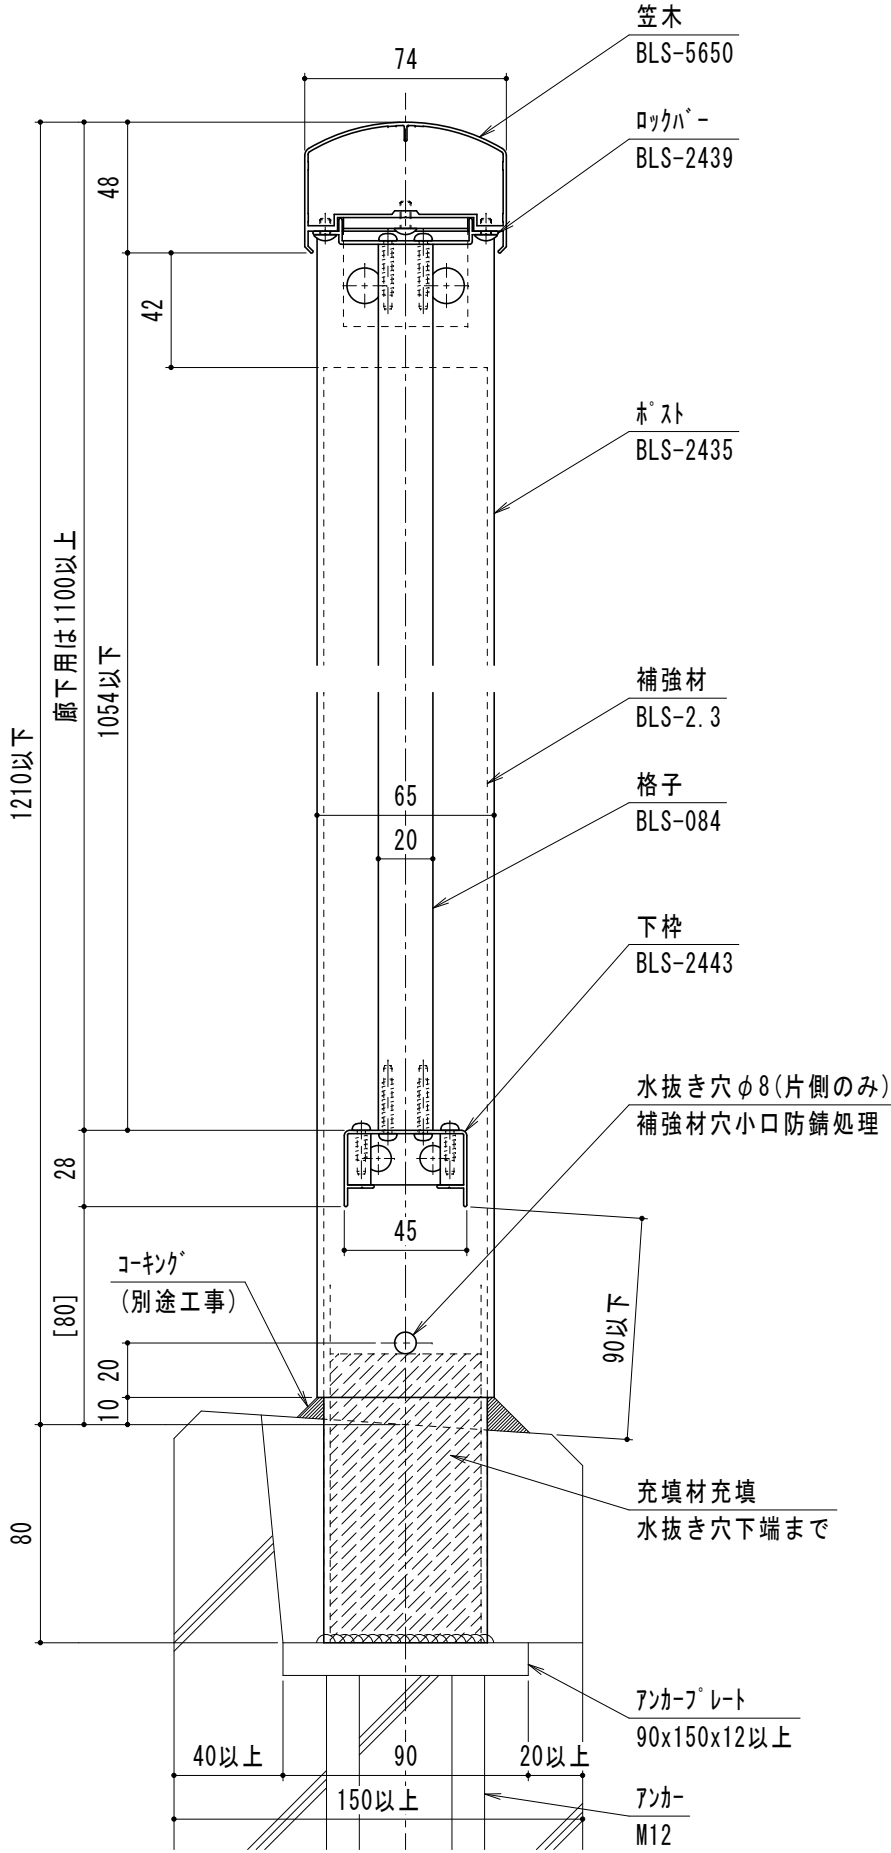 笠木
BLS-5650
74
ロックバー
BLS-2439
48
42
ポスト
BLS-2435
廊下用は1100以上
1054以下
1210以下
補強材
BLS-2.3
格子
BLS-084
65
20
下枠
BLS-2443
水抜き穴φ8(片側のみ)
補強材穴小口防錆処理
28
45
コーキング
(別途工事)
[80]
90以下
20
10
充填材充填
水抜き穴下端まで
80
アンカープレート
90x150x12以上
40以上
90
20以上
150以上
アンカー
M12